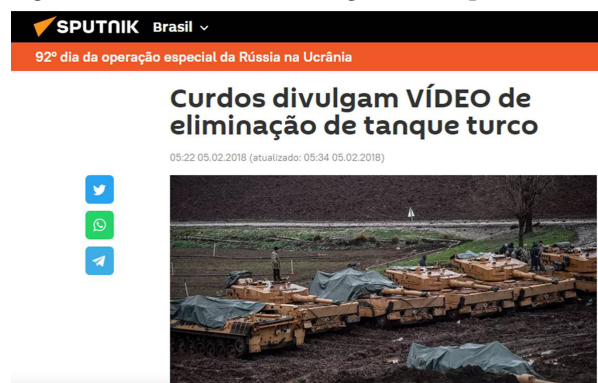 SPUTNIK Brasil
92º dia da operação especial da Rússia na Ucrânia
Curdos divulgam VÍDEO de
eliminação de tanque turco
05:22 05.02.2018 (atualizado: 05:34 05.02.2018)